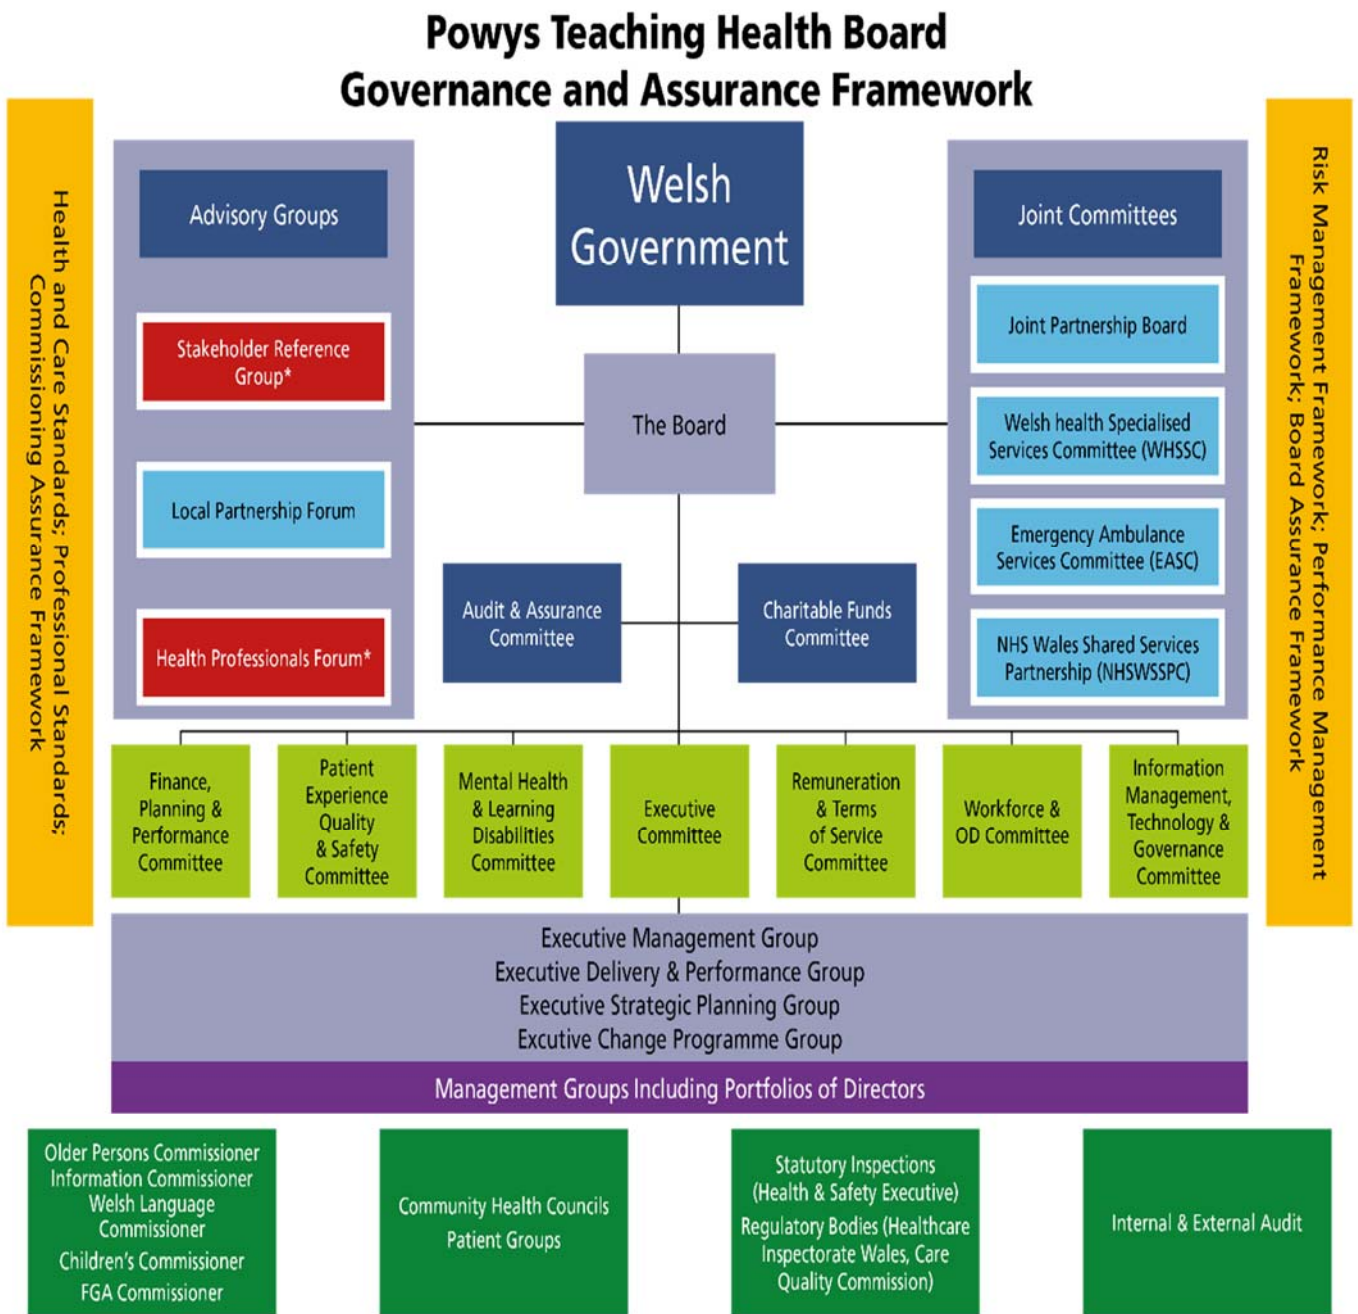 Powys Teaching Health Board
Governance and Assurance Framework
Health and Care Standards; Professional Standards;
Commissioning Assurance Framework
Advisory Groups
Stakeholder Reference
Group*
Local Partnership Forum
Health Professionals Forum*
Welsh
Government
The Board
Audit & Assurance
Committee
Charitable Funds
Committee
Joint Committees
Joint Partnership Board
Welsh health Specialised
Services Committee (WHSSC)
Emergency Ambulance
Services Committee (EASC)
NHS Wales Shared Services
Partnership (NHSWSSPC)
Risk Management Framework; Performance Management
Framework; Board Assurance Framework
Finance,
Planning &
Performance
Committee
Patient
Experience
Quality
& Safety
Committee
Mental Health
& Learning
Disabilities
Committee
Executive
Committee
Remuneration
& Terms
of Service
Committee
Workforce &
OD Committee
Information
Management,
Technology &
Governance
Committee
Executive Management Group
Executive Delivery & Performance Group
Executive Strategic Planning Group
Excutive Change Programme Group
Management Groups Including Portfolios of Directors
Older Persons Commissioner
Information Commissioner
Welsh Language
Commissioner
Children's Commissioner
FGA Commissioner
Community Health Councils
Patient Groups
Statutory Inspections
(Health & Safety Executive)
Regulatory Bodies (Healthcare
Inspectorate Wales, Care
Quality Commission)
Internal & External Audit